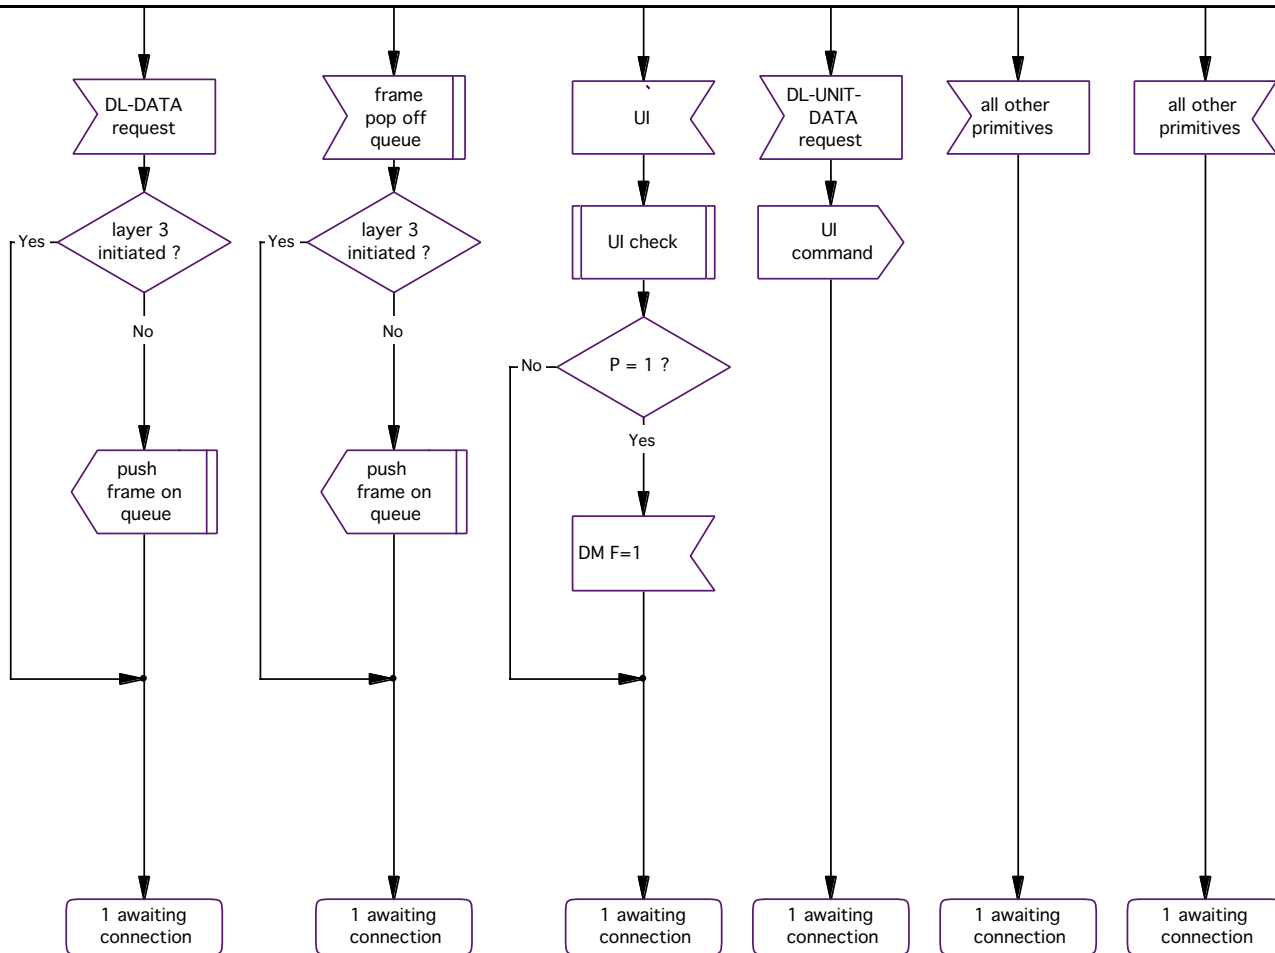 DL-DATA
request
layer 3
initiated ?
Yes
No
push
frame on
queue
1 awaiting
connection
frame
pop off
queue
layer 3
initiated ?
Yes
No
push
frame on
queue
1 awaiting
connection
UI
UI check
P = 1 ?
No
Yes
DM F=1
1 awaiting
connection
DL-UNIT-
DATA
request
UI
command
1 awaiting
connection
all other
primitives
1 awaiting
connection
all other
primitives
1 awaiting
connection